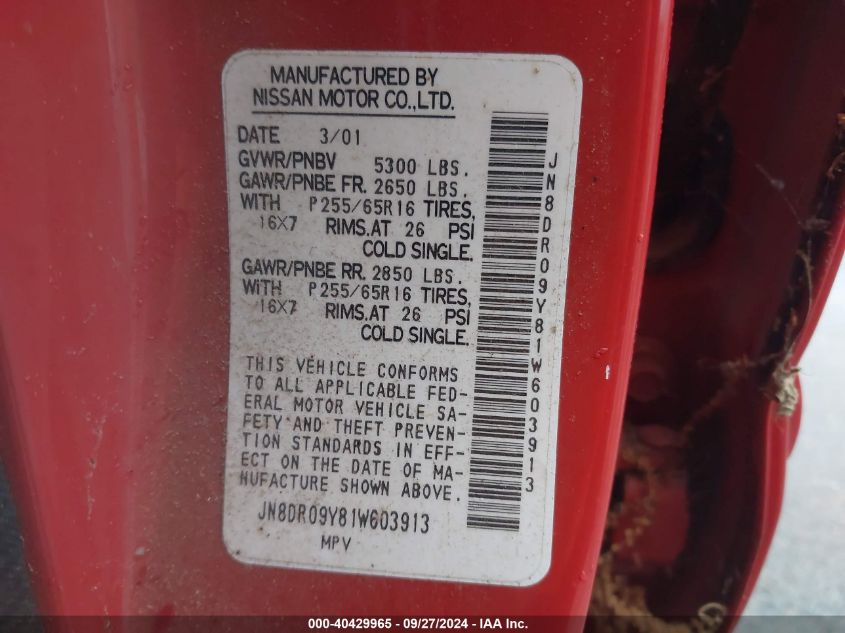 MANUFACTURED BY
NISSAN MOTOR CO.,LTD.
DATE 3/01
GVWR/PNBV 5300 LBS.
GAWR/PNBE FR. 2650 LBS.
WITH P255/65R16 TIRES,
16X7 RIMS.AT 26 PSI
COLD SINGLE.
GAWR/PNBE RR. 2850 LBS.
WITH P255/65R16 TIRES,
16X7 RIMS.AT 26 PSI
COLD SINGLE.
THIS VEHICLE CONFORMS
TO ALL APPLICABLE FED-
ERAL MOTOR VEHICLE SA-
FETY AND THEFT PREVEN-
TION STANDARDS IN EFF-
ECT ON THE DATE OF MA-
NUFACTURE SHOWN ABOVE.
JN8DR09Y81W603913
MPV
JN8DR09Y81W603913
000-40429965 - 09/27/2024 - IAA Inc.